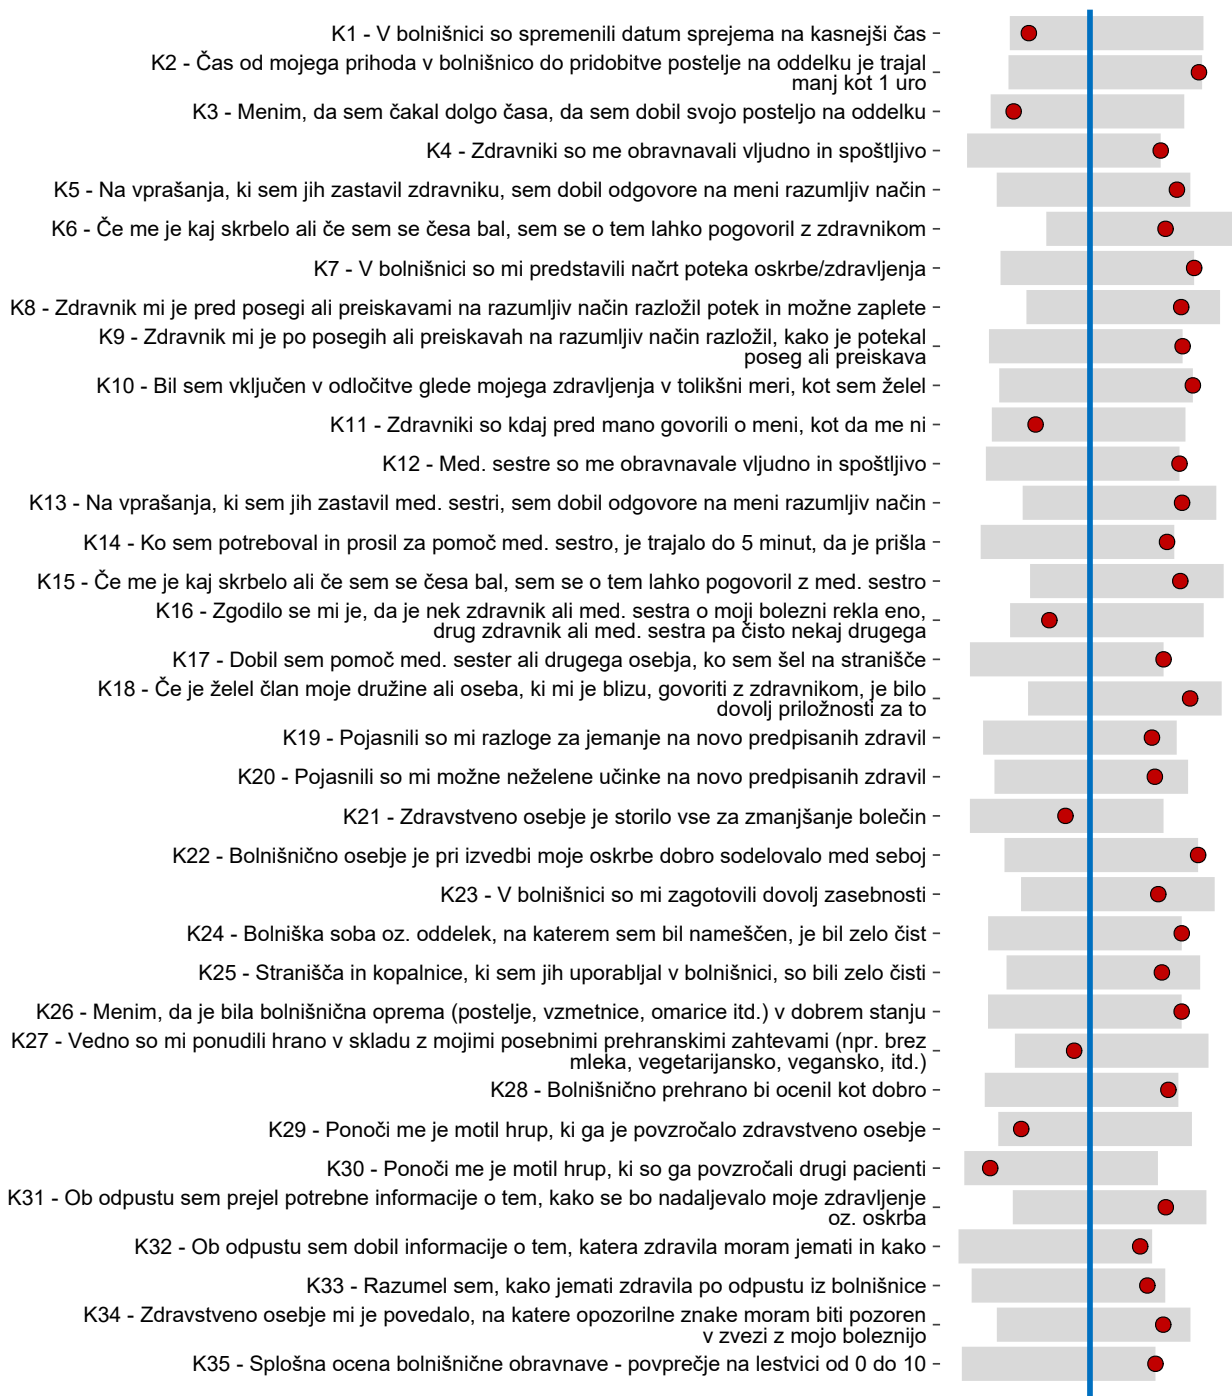 K1 - V bolnišnici so spremenili datum sprejema na kasnejši čas
K2 - Čas od mojega prihoda v bolnišnico do pridobitve postelje na oddelku je trajal
manj kot 1 uro
K3 - Menim, da sem čakal dolgo časa, da sem dobil svojo posteljo na oddelku
K4 - Zdravniki so me obravnavali vljudno in spoštljivo
K5 - Na vprašanja, ki sem jih zastavil zdravniku, sem dobil odgovore na meni razumljiv način
K6 - Če me je kaj skrbelo ali če sem se česa bal, sem se o tem lahko pogovoril z zdravnikom
K7 - V bolnišnici so mi predstavili načrt poteka oskrbe/zdravljenja
K8 - Zdravnik mi je pred posegi ali preiskavami na razumljiv način razložil potek in možne zaplete
K9 - Zdravnik mi je po posegih ali preiskavah na razumljiv način razložil, kako je potekal
poseg ali preiskava
K10 - Bil sem vključen v odločitve glede mojega zdravljenja v tolikšni meri, kot sem želel
K11 - Zdravniki so kdaj pred mano govorili o meni, kot da me ni
K12 - Med. sestre so me obravnavale vljudno in spoštljivo
K13 - Na vprašanja, ki sem jih zastavil med. sestri, sem dobil odgovore na meni razumljiv način
K14 - Ko sem potreboval in prosil za pomoč med. sestro, je trajalo do 5 minut, da je prišla
K15 - Če me je kaj skrbelo ali če sem se česa bal, sem se o tem lahko pogovoril z med. sestro
K16 - Zgodilo se mi je, da je nek zdravnik ali med. sestra o moji bolezni rekla eno,
drug zdravnik ali med. sestra pa čisto nekaj drugega
K17 - Dobil sem pomoč med. sester ali drugega osebja, ko sem šel na stranišče
K18 - Če je želel član moje družine ali oseba, ki mi je blizu, govoriti z zdravnikom, je bilo
dovolj priložnosti za to
K19 - Pojasnili so mi razloge za jemanje na novo predpisanih zdravil
K20 - Pojasnili so mi možne neželene učinke na novo predpisanih zdravil
K21 - Zdravstveno osebje je storilo vse za zmanjšanje bolečin
K22 - Bolnišnično osebje je pri izvedbi moje oskrbe dobro sodelovalo med seboj
K23 - V bolnišnici so mi zagotovili dovolj zasebnosti
K24 - Bolniška soba oz. oddelek, na katerem sem bil nameščen, je bil zelo čist
K25 - Stranišča in kopalnice, ki sem jih uporabljal v bolnišnici, so bili zelo čisti
K26 - Menim, da je bila bolnišnična oprema (postelje, vzmetnice, omarice itd.) v dobrem stanju
K27 - Vedno so mi ponudili hrano v skladu z mojimi posebnimi prehranskimi zahtevami (npr. brez
mleka, vegetarijansko, vegansko, itd.)
K28 - Bolnišnično prehrano bi ocenil kot dobro
K29 - Ponoči me je motil hrup, ki ga je povzročalo zdravstveno osebje
K30 - Ponoči me je motil hrup, ki so ga povzročali drugi pacienti
K31 - Ob odpustu sem prejel potrebne informacije o tem, kako se bo nadaljevalo moje zdravljenje
oz. oskrba
K32 - Ob odpustu sem dobil informacije o tem, katera zdravila moram jemati in kako
K33 - Razumel sem, kako jemati zdravila po odpustu iz bolnišnice
K34 - Zdravstveno osebje mi je povedalo, na katere opozorilne znake moram biti pozoren
v zvezi z mojo boleznijo
K35 - Splošna ocena bolnišnične obravnave - povprečje na lestvici od 0 do 10